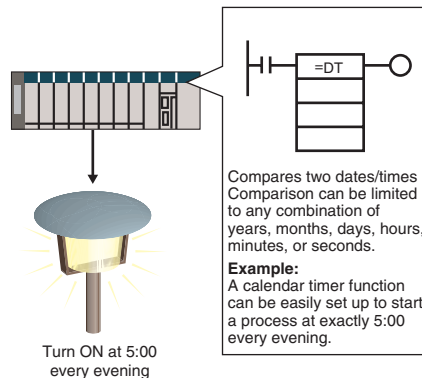 =DT
Compares two dates/times
Comparison can be limited
to any combination of
years, months, days, hours,
minutes, or seconds.
Example:
A calendar timer function
can be easily set up to start
a process at exactly 5:00
every evening.
Turn ON at 5:00
every evening